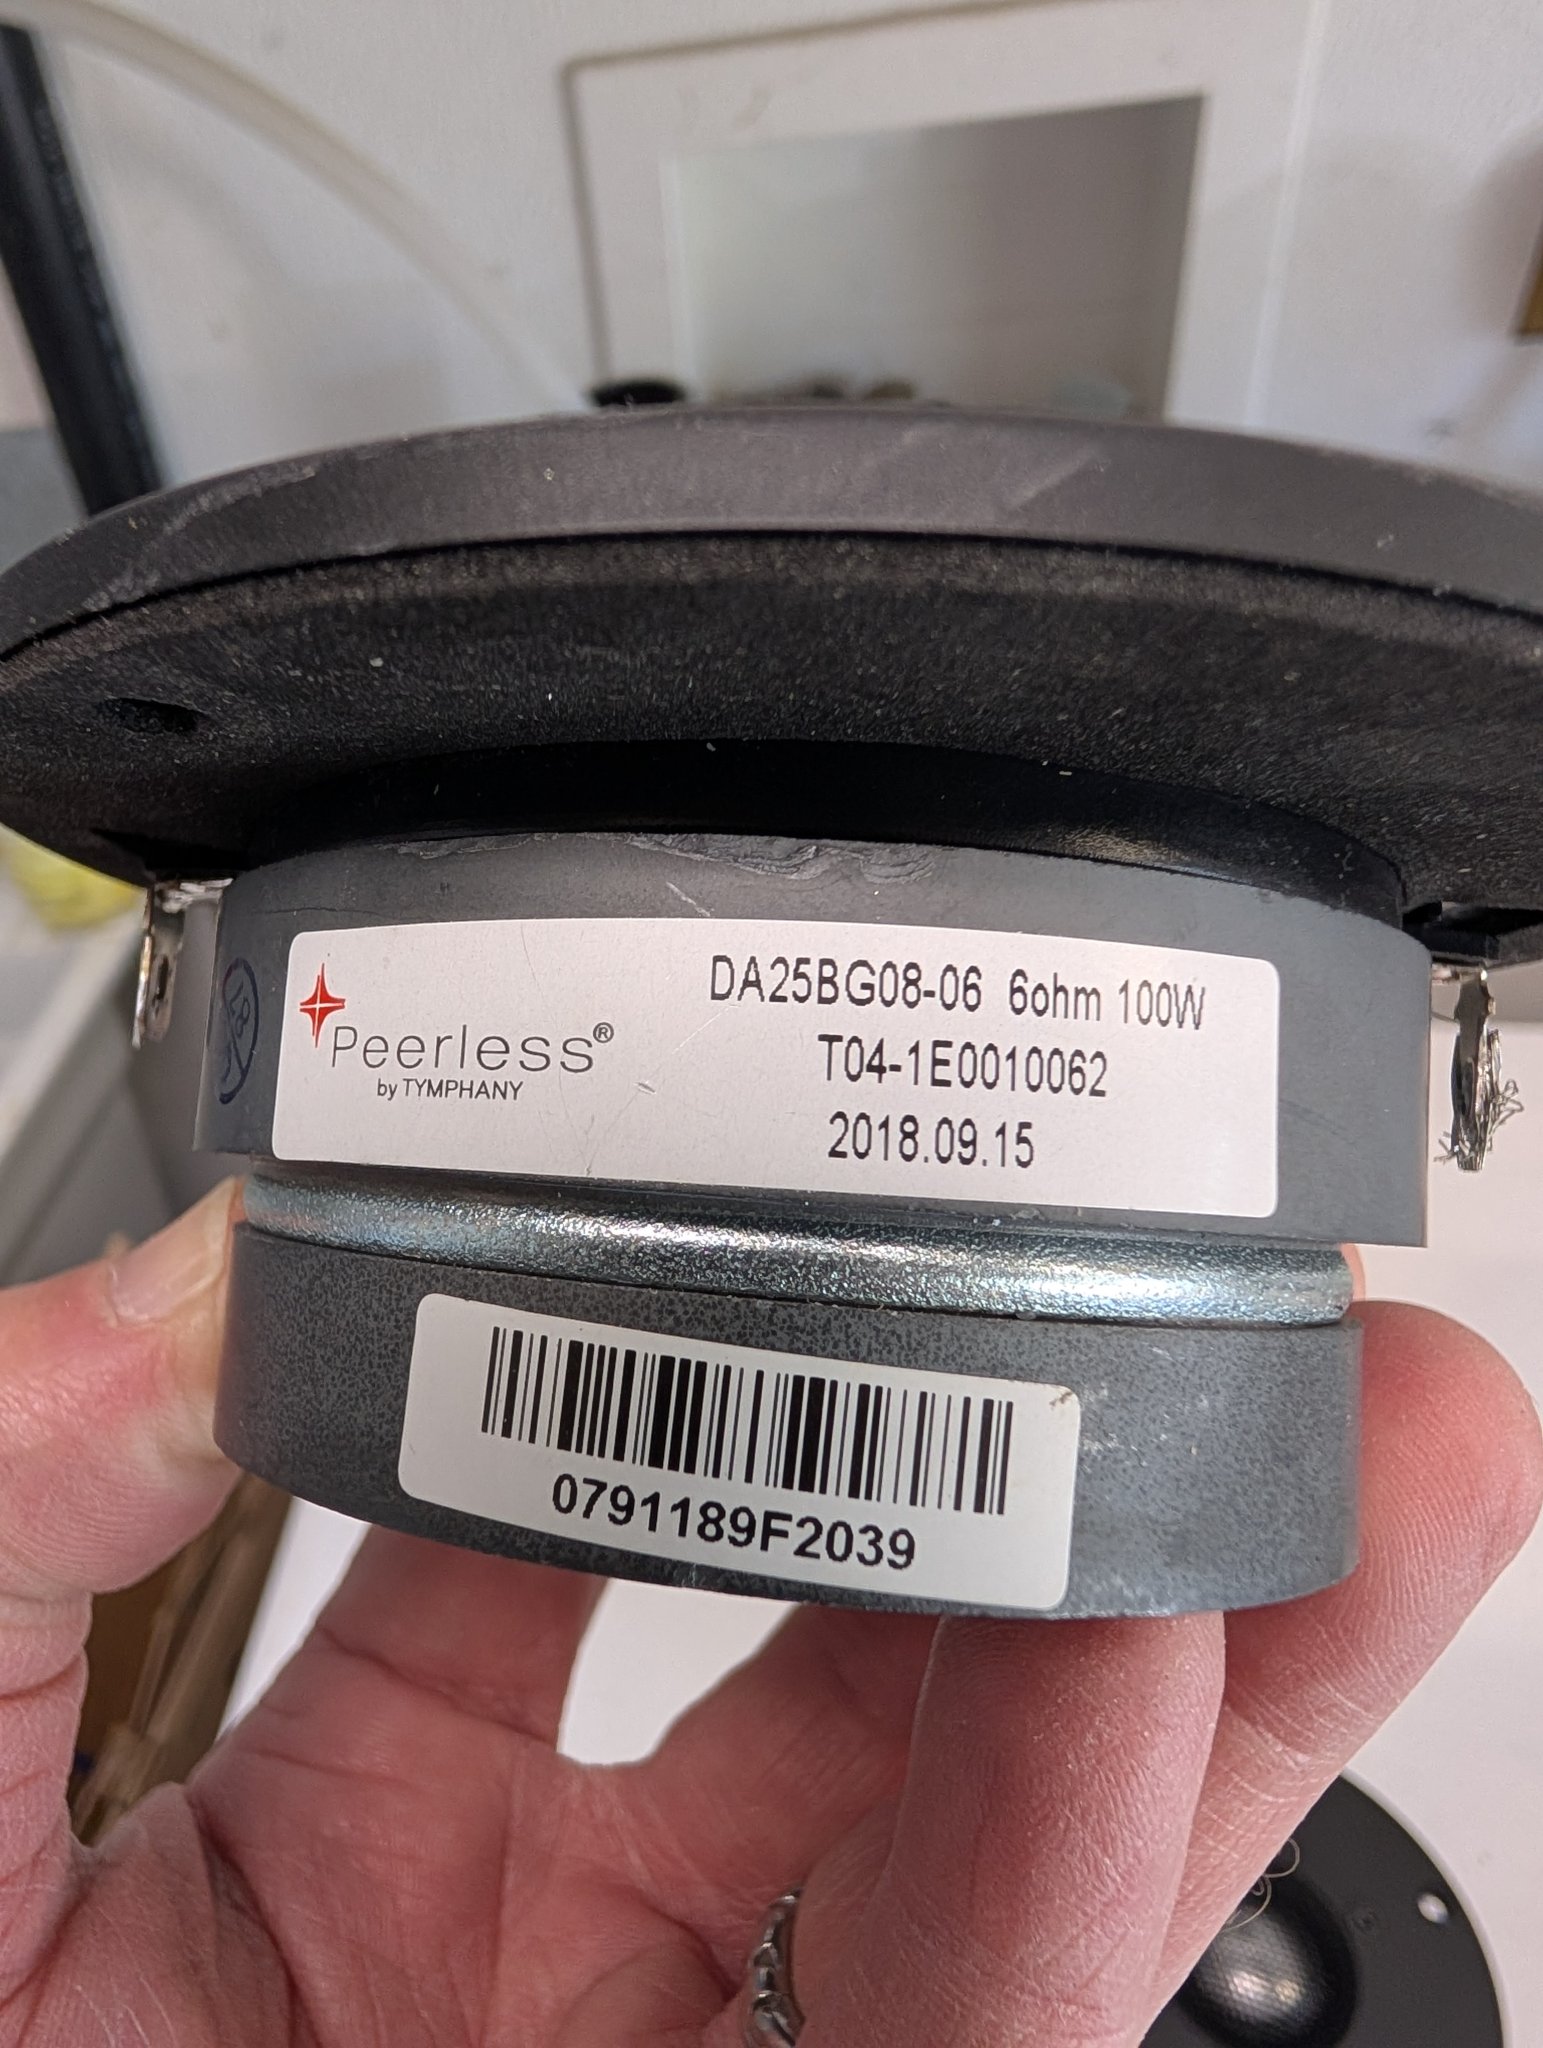 Peerless®
by TYMPHANY
DA25BG08-06 6ohm 100W
T04-1E0010062
2018.09.15
0791189F2039